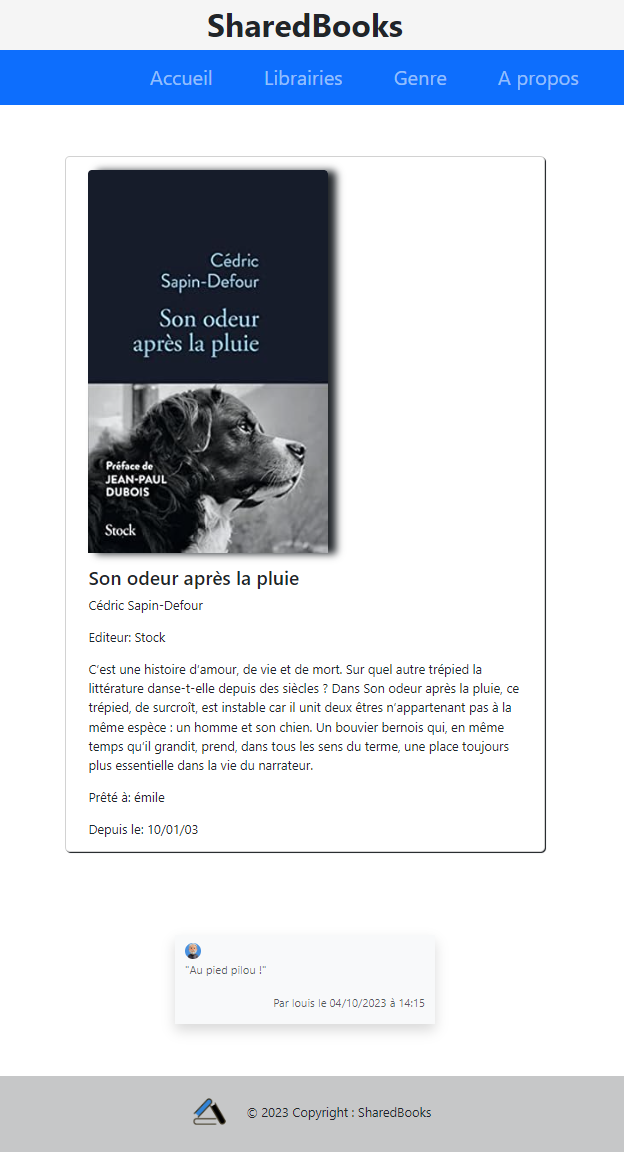 SharedBooks
Accueil Librairies Genre A propos
Cédric
Sapin-Defour
Son odeur
après la pluie
Préface de
JEAN-PAUL
DUBOIS
Stock
Son odeur après la pluie
Cédric Sapin-Defour
Editeur: Stock
C’est une histoire d’amour, de vie et de mort. Sur quel autre trépied la
littérature danse-t-elle depuis des siècles ? Dans Son odeur après la pluie, ce
trépied, de surcroît, est instable car il unit deux êtres n’appartenant pas à la
même espèce : un homme et son chien. Un bouvier bernois qui, en même
temps qu’il grandit, prend, dans tous les sens du terme, une place toujours
plus essentielle dans la vie du narrateur.
Prêté à: émile
Depuis le: 10/01/03
"Au pied pilou !"
Par louis le 04/10/2023 à 14:15
© 2023 Copyright : SharedBooks